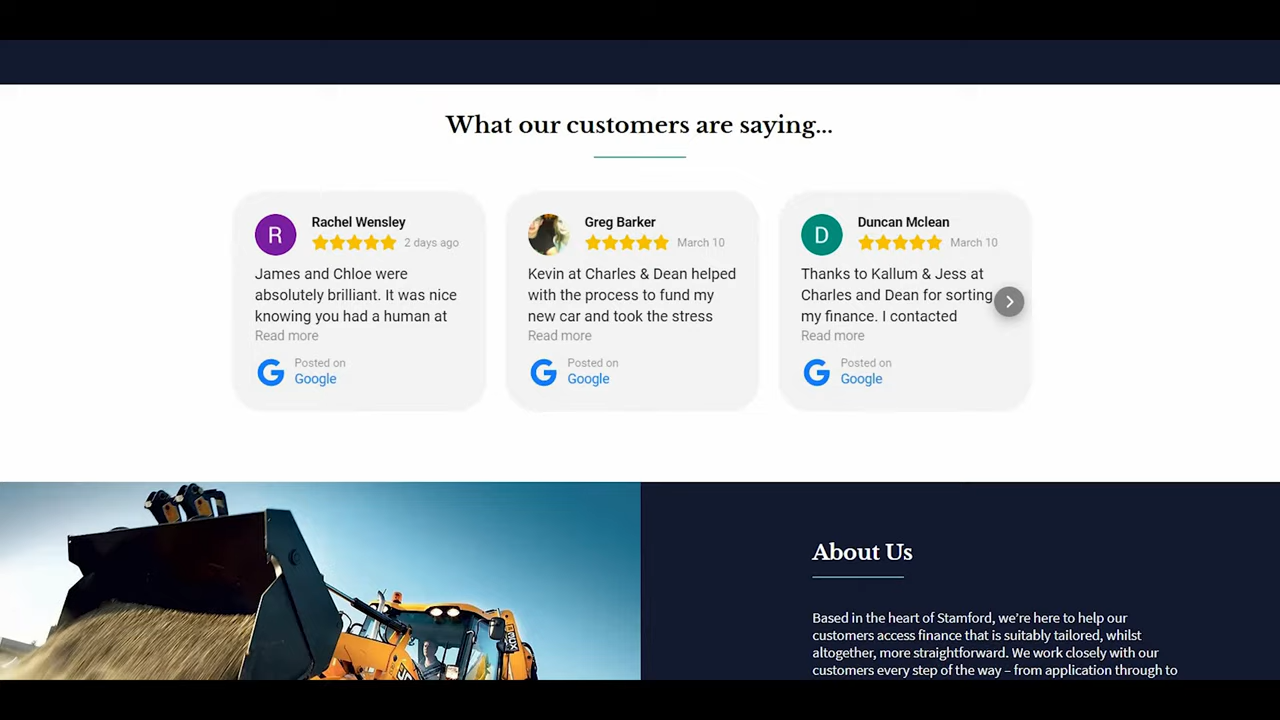 What our customers are saying...
R
Rachel Wensley
2 days ago
James and Chloe were
absolutely brilliant. It was nice
knowing you had a human at
Read more
Posted on
Google
Greg Barker
March 10
Kevin at Charles & Dean helped
with the process to fund my
new car and took the stress
Read more
Posted on
Google
D
Duncan Mclean
March 10
Thanks to Kallum & Jess at
Charles and Dean for sorting
my finance. I contacted
Read more
Posted on
Google
About Us
Based in the heart of Stamford, we’re here to help our
customers access finance that is suitably tailored, whilst
altogether, more straightforward. We work closely with our
customers every step of the way – from application through to